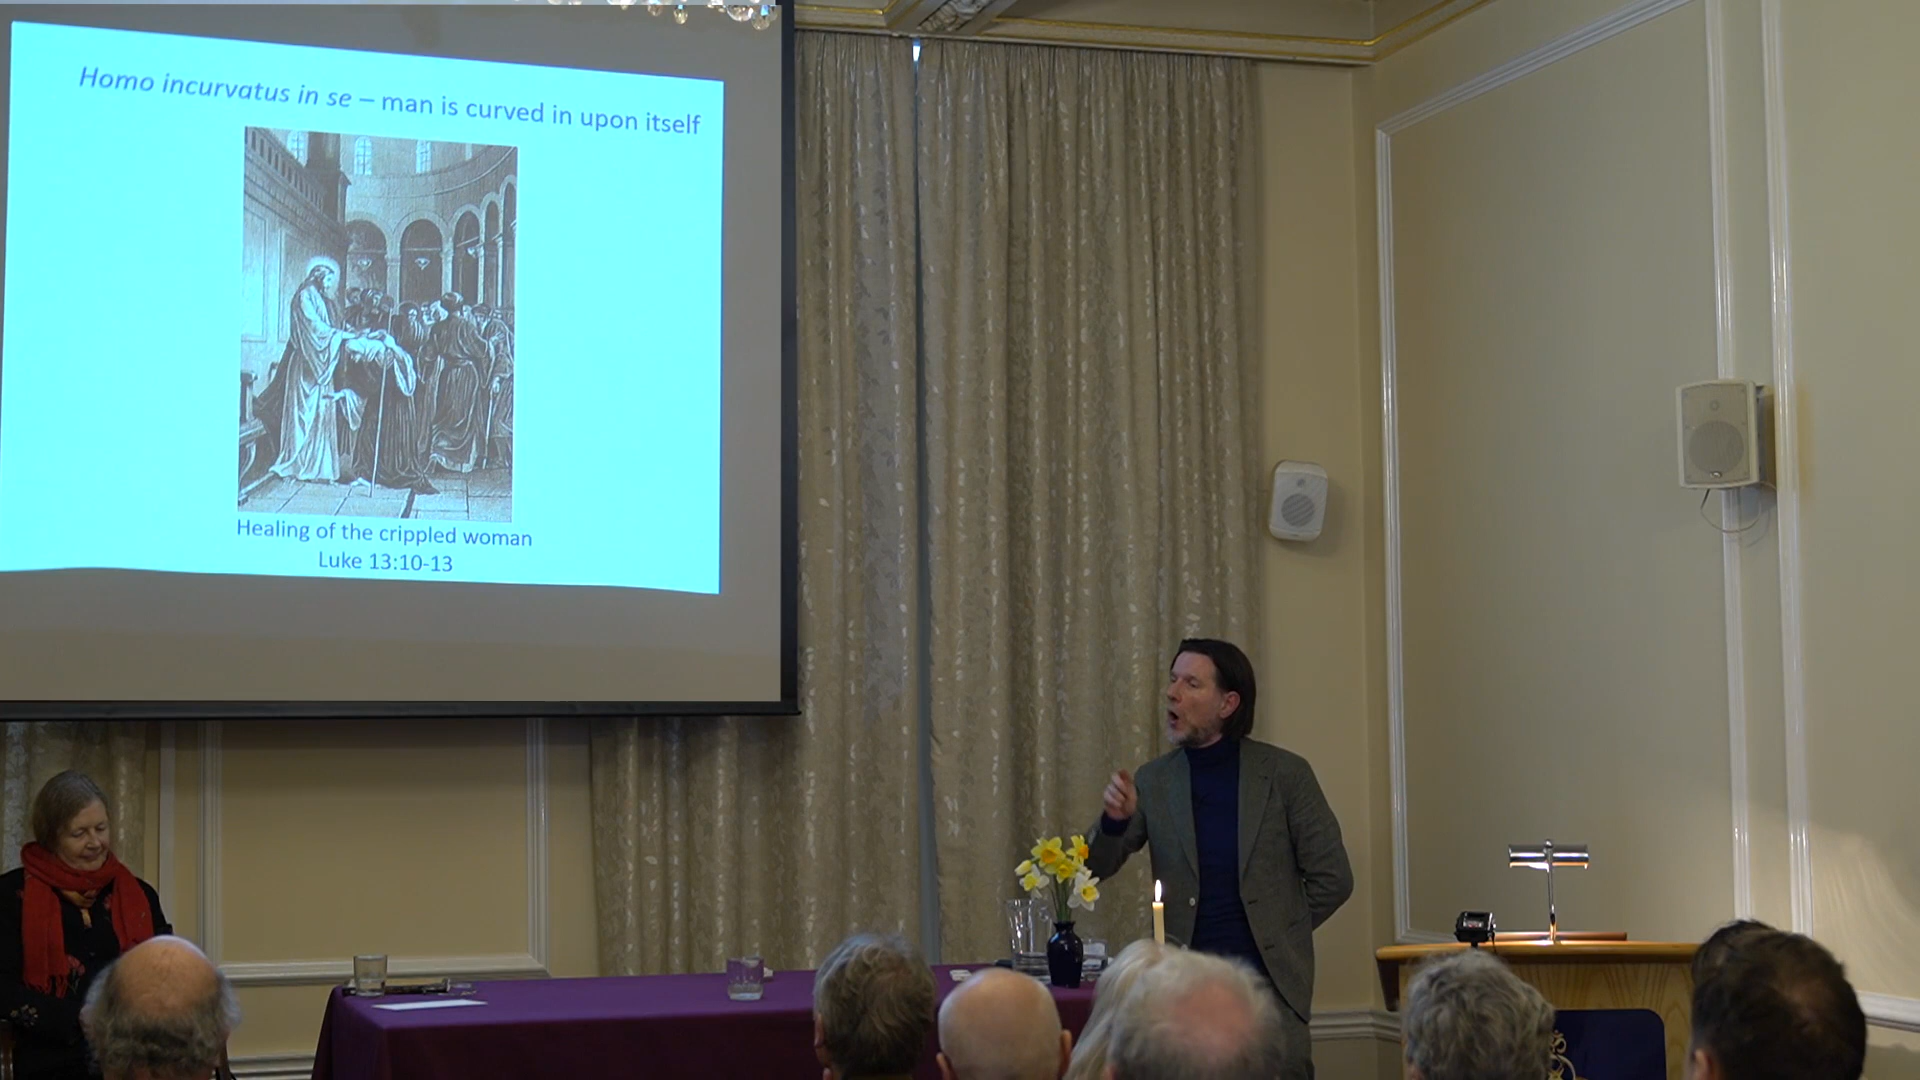 Homo incurvatus in se – man is curved in upon itself
Healing of the crippled woman
Luke 13:10-13